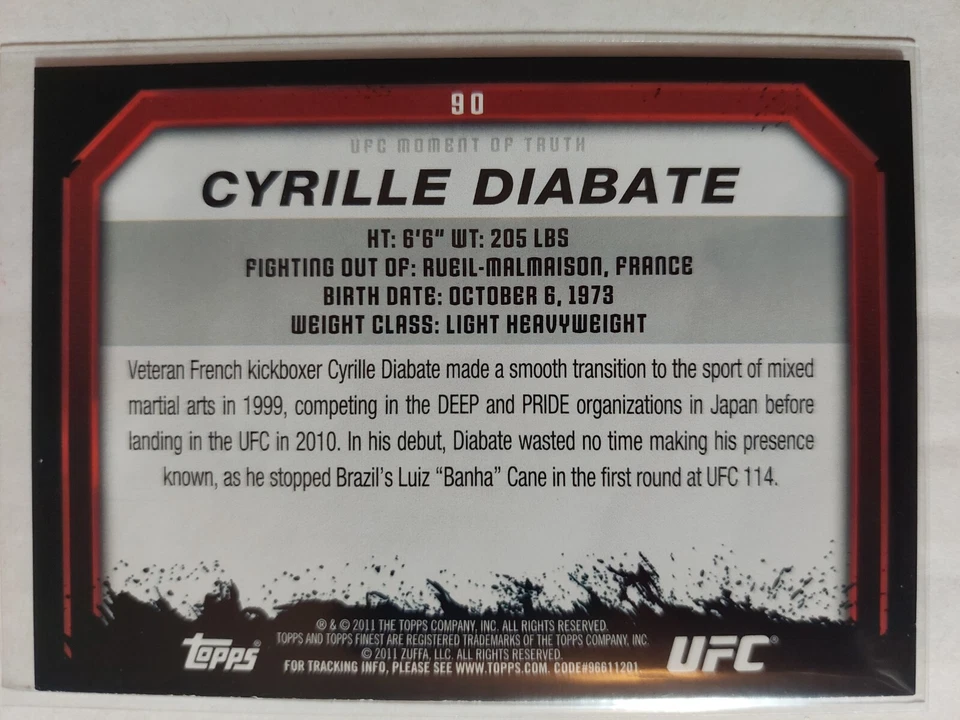 90
UFC MOMENT OF TRUTH
CYRILLE DIABATE
HT: 6'6" WT: 205 LBS
FIGHTING OUT OF: RUEIL-MALMAISON, FRANCE
BIRTH DATE: OCTOBER 6, 1973
WEIGHT CLASS: LIGHT HEAVYWEIGHT
Veteran French kickboxer Cyrille Diabate made a smooth transition to the sport of mixed
martial arts in 1999, competing in the DEEP and PRIDE organizations in Japan before
landing in the UFC in 2010. In his debut, Diabate wasted no time making his presence
known, as he stopped Brazil's Luiz "Banha" Cane in the first round at UFC 114.
® & © 2011 THE TOPPS COMPANY, INC. ALL RIGHTS RESERVED.
TOPPS AND TOPPS FINEST ARE REGISTERED TRADEMARKS OF THE TOPPS COMPANY, INC.
© 2011 ZUFFA, LLC. ALL RIGHTS RESERVED.
FOR TRACKING INFO, PLEASE SEE WWW.TOPPS.COM. CODE#96611201
Topps®
UFC®